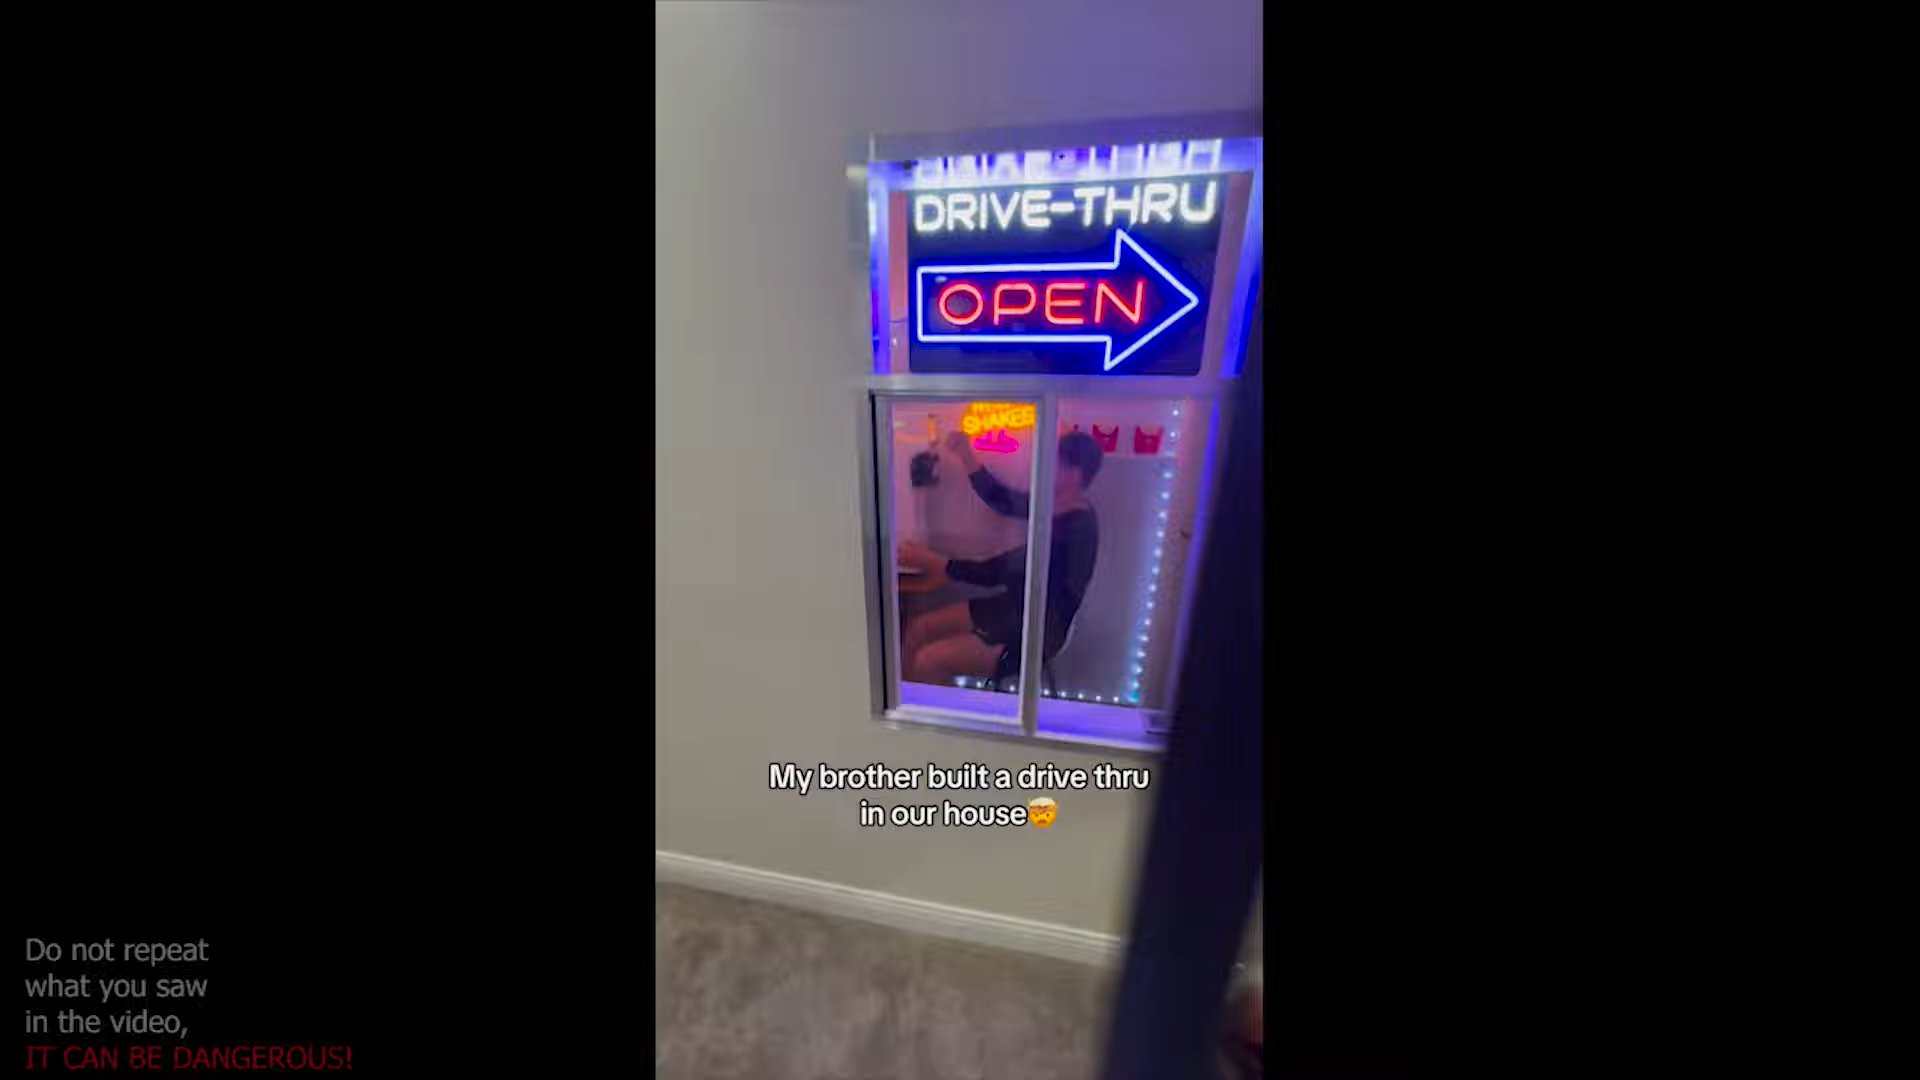 DRIVE-THRU
OPEN
SHAKES
My brother built a drive thru
in our house🤯
Do not repeat
what you saw
in the video,
IT CAN BE DANGEROUS!